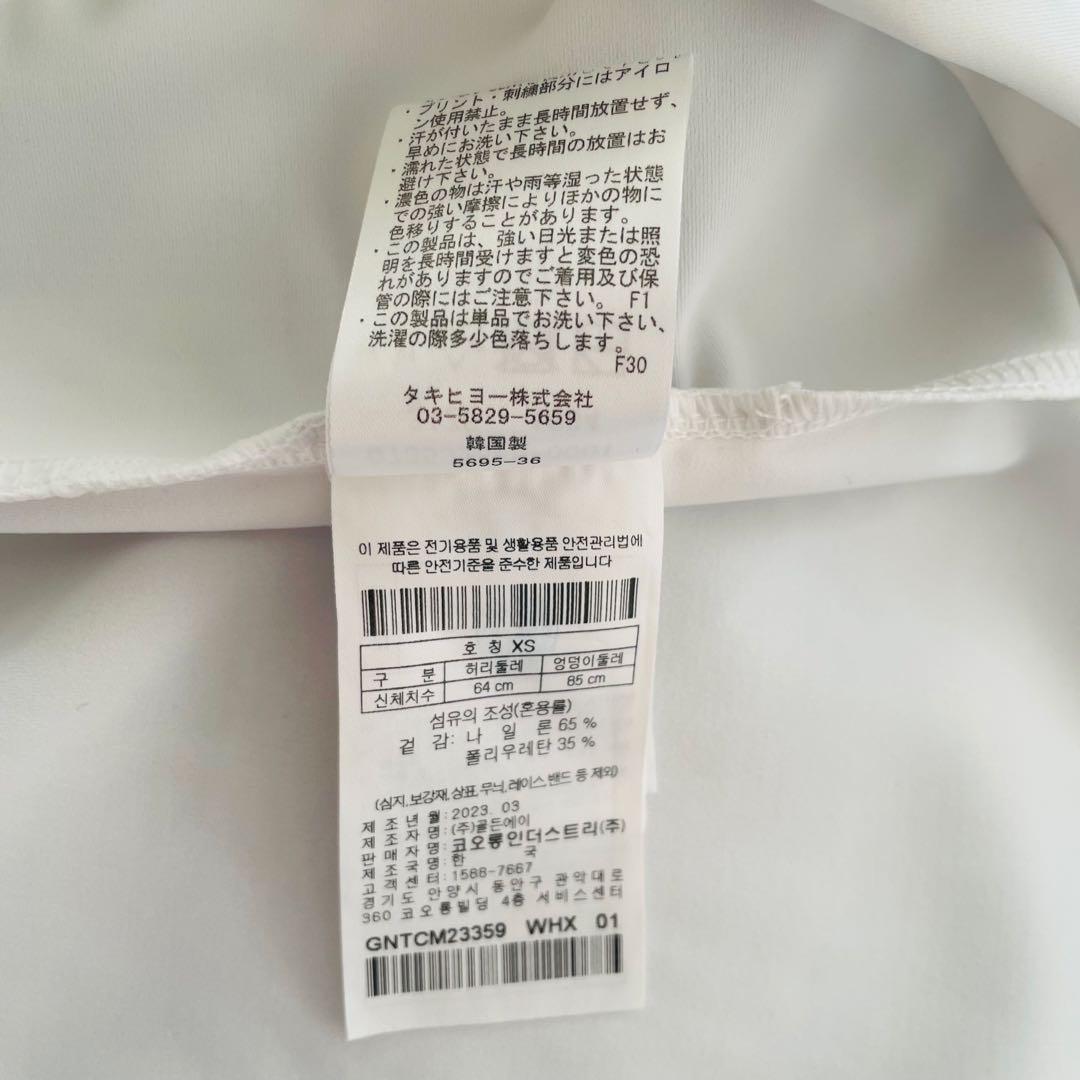 ・プリント・刺繍部分にはアイロ
ン使用禁止。
・汗が付いたまま長時間放置せず、
早めにお洗い下さい。
・濡れた状態で長時間の放置はお
避け下さい。
・濃色の物は汗や雨等湿った状態
での強い摩擦によりほかの物に
色移りすることがあります。
・この製品は、強い日光または照
明を長時間受けますと変色の恐
れがありますのでご着用及び保
管の際にはご注意下さい。 F1
・この製品は単品でお洗い下さい、
洗濯の際多少色落ちします。
F30
タキヒヨー株式会社
03-5829-5659
韓国製
5695-36
이 제품은 전기용품 및 생활용품 안전관리법에
따른 안전기준을 준수한 제품입니다
호 칭 XS
구 분 허리둘레 엉덩이둘레
신체치수 64 cm 85 cm
섬유의 조성(혼용률)
겉 감: 나 일 론 65 %
폴리우레탄 35 %
(심지, 보강재, 상표, 무늬, 레이스, 밴드 등 제외)
제 조 년 월 : 2023. 03
제 조 자 명 : (주)골든에이
판 매 자 명 : 코오롱인더스트리(주)
제 조 국 명 : 한 국
고 객 센 터 : 1588-7667
경기도 안양시 동안구 관악대로
360 코오롱빌딩 4층 서비스센터
GNTCM23359 WHX 01